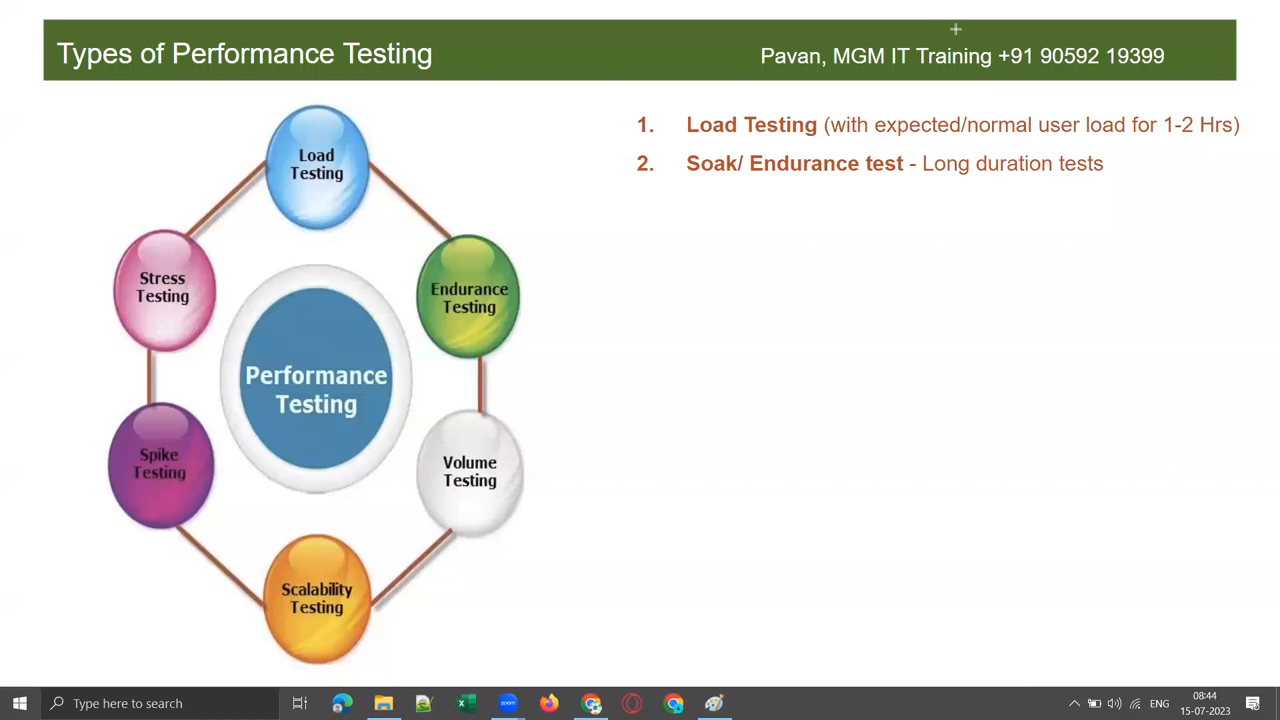 Types of Performance Testing
Pavan, MGM IT Training +91 90592 19399
1. Load Testing (with expected/normal user load for 1-2 Hrs)
2. Soak/ Endurance test - Long duration tests
Load
Testing
Stress
Testing
Endurance
Testing
Performance
Testing
Spike
Testing
Volume
Testing
Scalability
Testing
Type here to search
zoom
ENG
08:44
15-07-2023